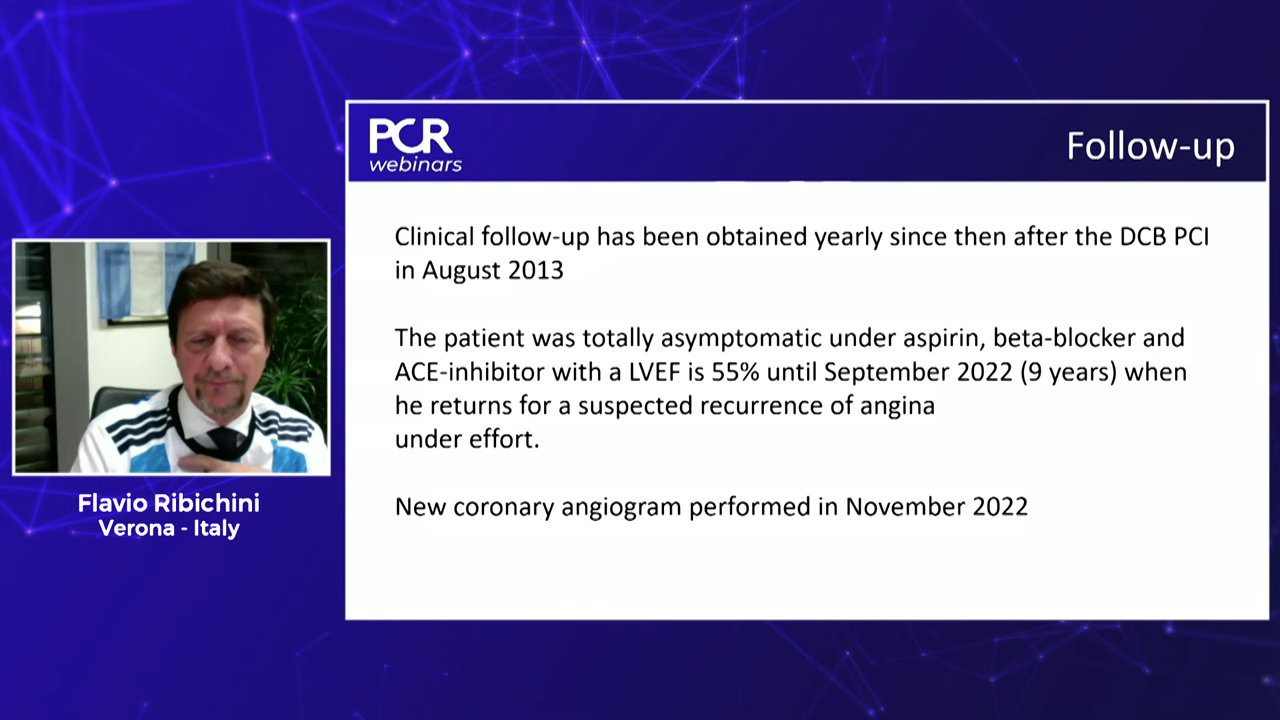 PCR
webinars
Follow-up
Clinical follow-up has been obtained yearly since then after the DCB PCI
in August 2013
The patient was totally asymptomatic under aspirin, beta-blocker and
ACE-inhibitor with a LVEF is 55% until September 2022 (9 years) when
he returns for a suspected recurrence of angina
under effort.
New coronary angiogram performed in November 2022
Flavio Ribichini
Verona - Italy